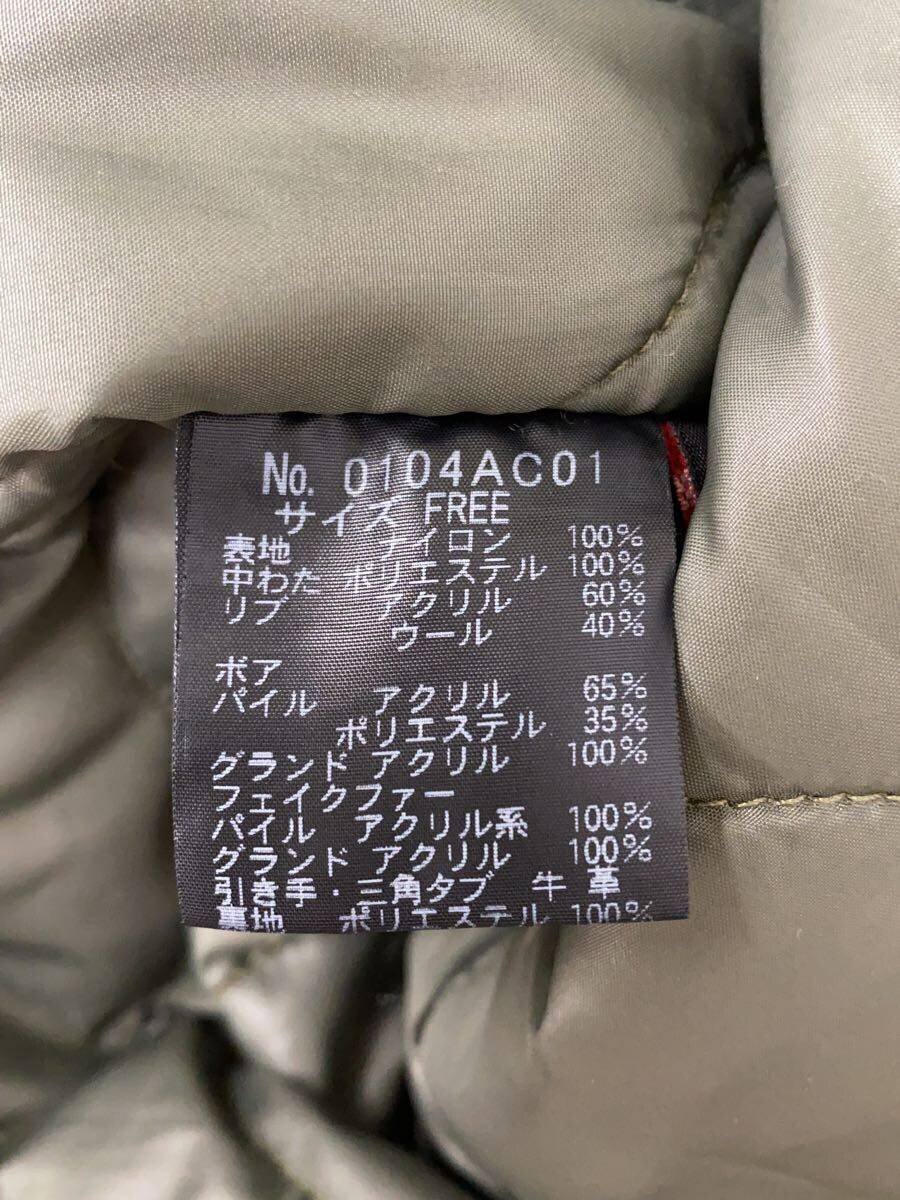 No. 0104AC01
サイズ FREE
表地 ナイロン 100%
中わた ポリエステル 100%
リブ アクリル 60%
ウール 40%
ボア
パイル アクリル 65%
ポリエステル 35%
グランド アクリル 100%
フェイクファー
パイル アクリル系 100%
グランド アクリル 100%
引き手・三角タブ 牛革
裏地 ポリエステル 100%